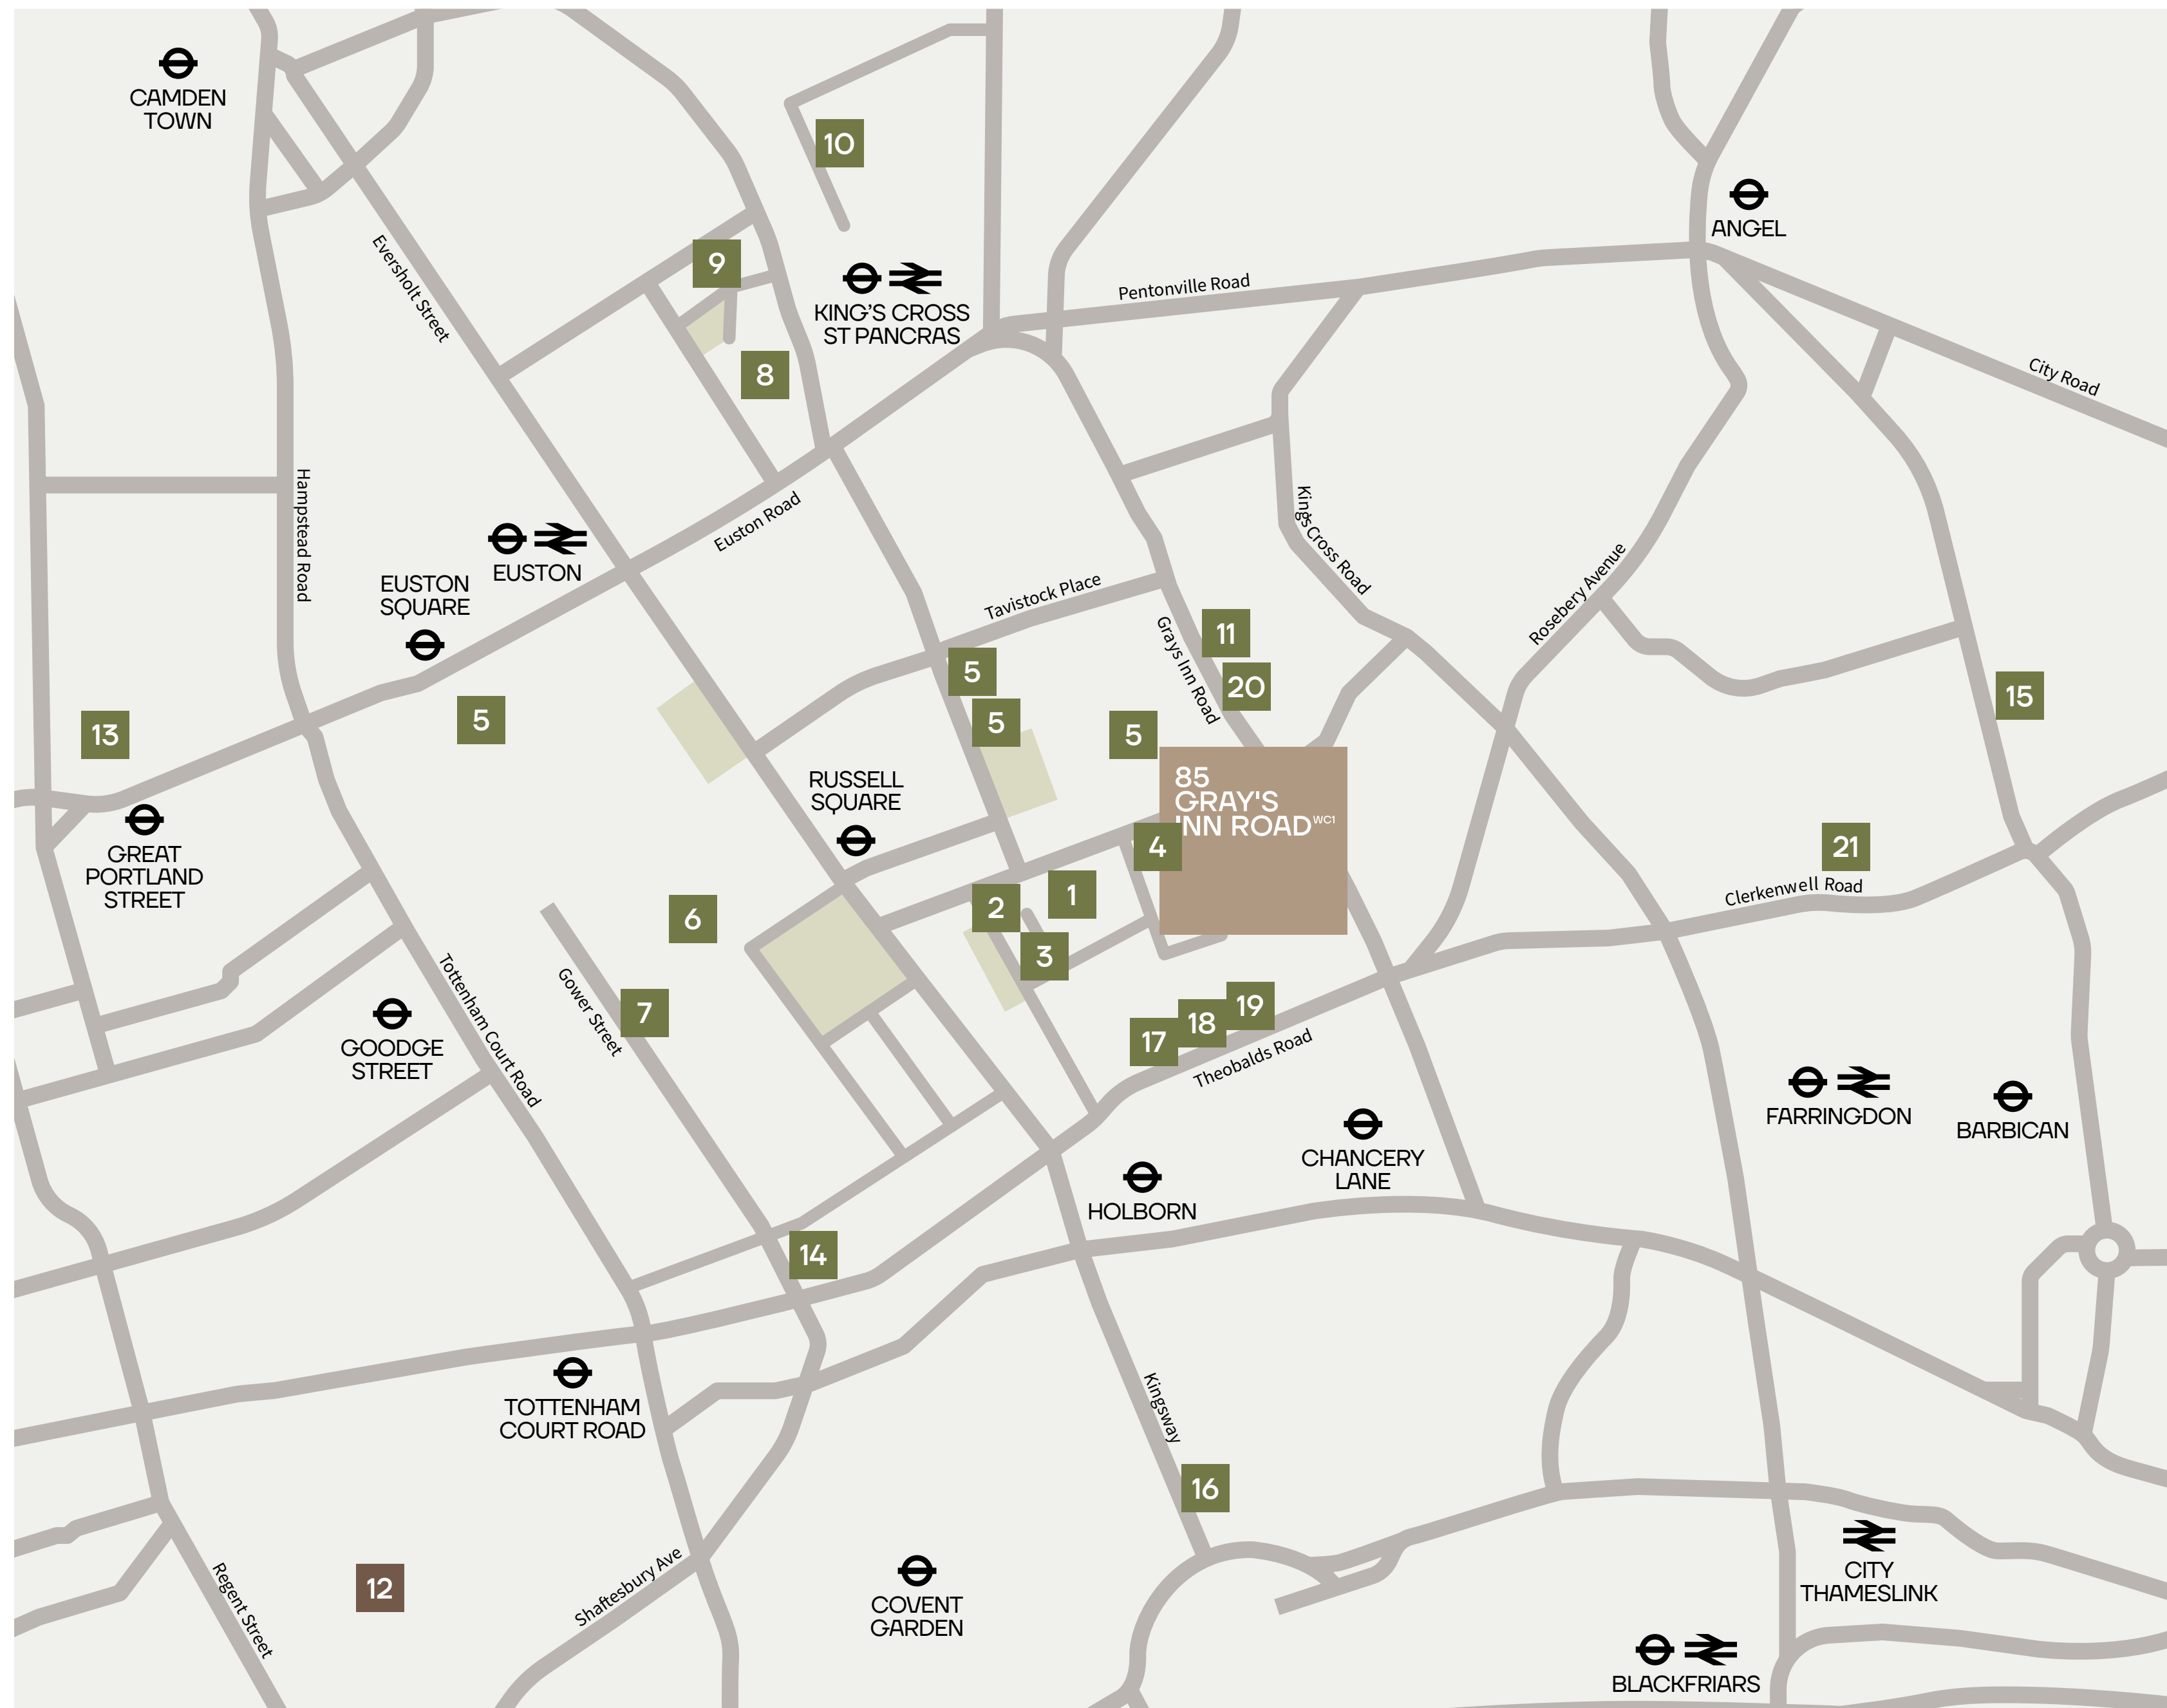 CAMDEN
TOWN
10
ANGEL
Eversholt Street
9
KING'S CROSS
ST PANCRAS
Pentonville Road
8
City Road
Hampstead Road
EUSTON
Euston Road
King's Cross Road
EUSTON
SQUARE
Tavistock Place
Rosebery Avenue
11
Grays Inn Road
5
20
15
5
5
5
13
RUSSELL
SQUARE
85
GRAY'S
INN ROAD WC1
GREAT
PORTLAND
STREET
4
21
Clerkenwell Road
1
2
6
3
Tottenham Court Road
Gower Street
7
GOODGE
STREET
19
18
17
Theobalds Road
FARRINGDON
BARBICAN
CHANCERY
LANE
HOLBORN
14
TOTTENHAM
COURT ROAD
Kingsway
16
12
Regent Street
Shaftesbury Ave
COVENT
GARDEN
CITY
THAMESLINK
BLACKFRIARS